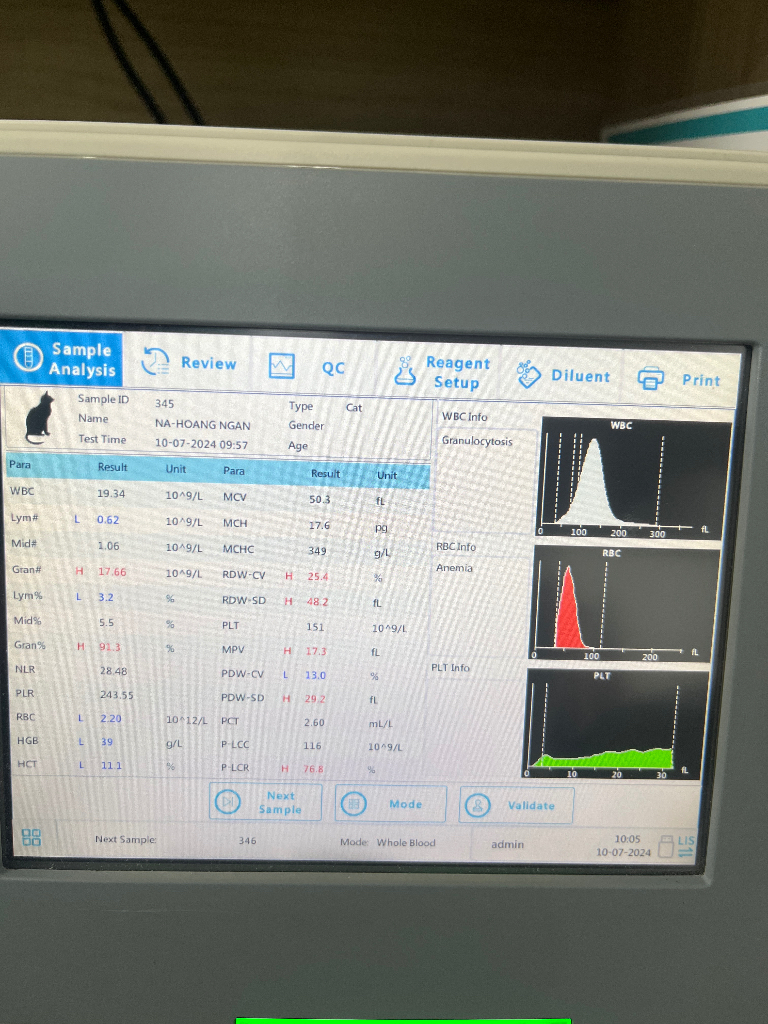 Sample Analysis Review QC Reagent Setup Diluent Print
Sample ID 345 Type Cat
Name NA-HOANG NGAN Gender
Test Time 10-07-2024 09:57 Age
Para Result Unit Para Result Unit
WBC 19.34 10^9/L MCV 50.3 fL
Lym# L 0.62 10^9/L MCH 17.6 pg
Mid# 1.06 10^9/L MCHC 349 g/L
Gran# H 17.66 10^9/L RDW-CV H 25.4 %
Lym% L 3.2 % RDW-SD H 48.2 fL
Mid% 5.5 % PLT 151 10^9/L
Gran% H 91.3 % MPV H 17.3 fL
NLR 28.48 PDW-CV L 13.0 %
PLR 243.55 PDW-SD H 29.2 fL
RBC L 2.20 10^12/L PCT 2.60 mL/L
HGB L 39 g/L P-LCC 116 10^9/L
HCT L 11.1 % P-LCR H 76.8 %
WBC Info
Granulocytosis
WBC
0 100 200 300 fL
RBC Info
Anemia
RBC
0 100 200 fL
PLT Info
PLT
0 10 20 30 fL
Next Sample Mode Validate
Next Sample: 346 Mode: Whole Blood admin 10:05 LIS
10-07-2024